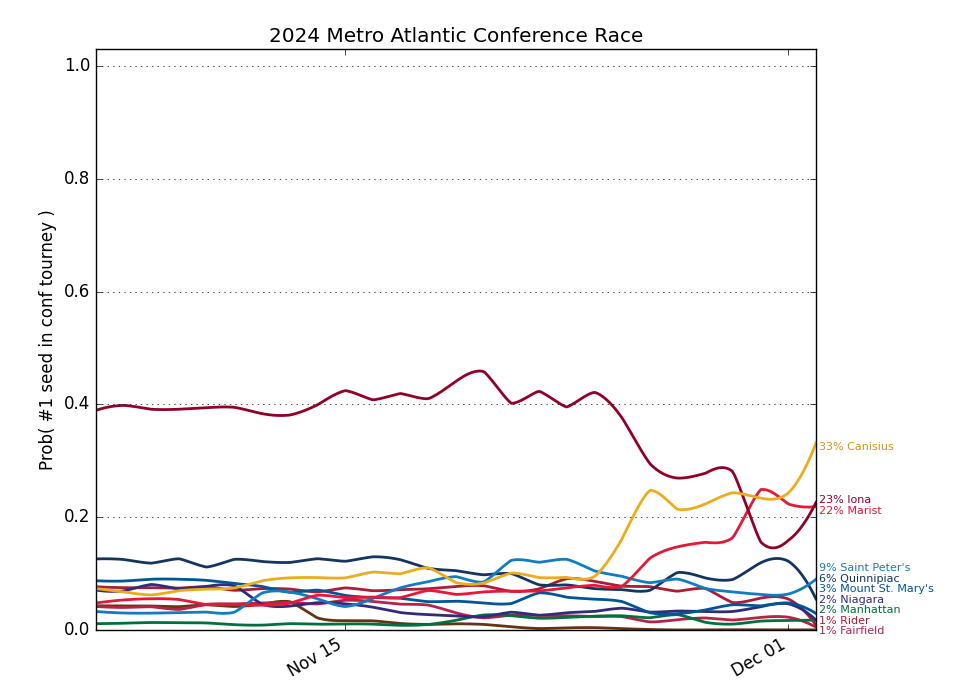 2024 Metro Atlantic Conference Race
Prob( #1 seed in conf tourney )
1.0
0.8
0.6
0.4
0.2
0.0
Nov 15
Dec 01
33% Canisius
23% Iona
22% Marist
9% Saint Peter's
6% Quinnipiac
3% Mount St. Mary's
2% Niagara
2% Manhattan
1% Rider
1% Fairfield